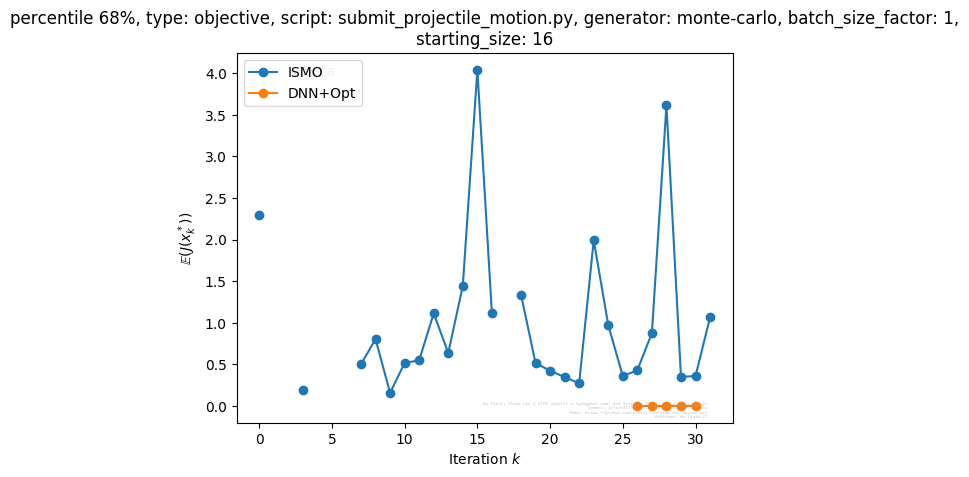 percentile 68%, type: objective, script: submit_projectile_motion.py, generator: monte-carlo, batch_size_factor: 1,
starting_size: 16
ISMO
DNN+Opt
4.0
3.5
3.0
2.5
2.0
1.5
1.0
0.5
0.0
𝔼(J(x*ₖ))
0 5 10 15 20 25 30
Iteration k